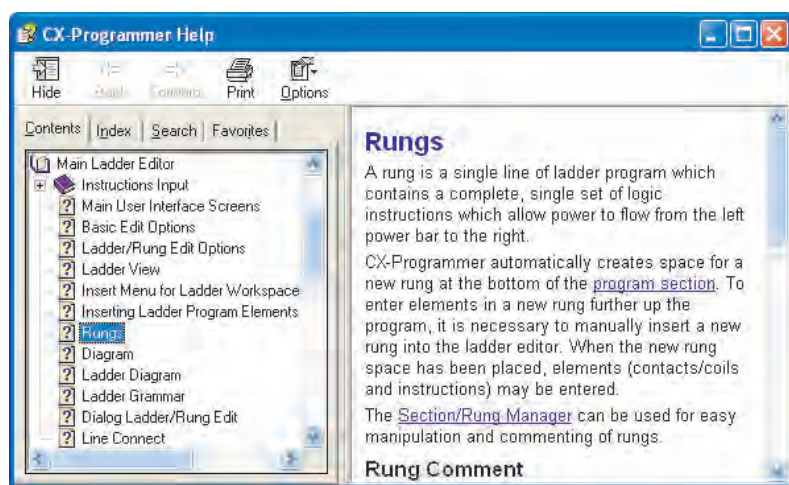 CX-Programmer Help
Hide Back Forward Print Options
Contents Index Search Favorites
Main Ladder Editor
Instructions Input
Main User Interface Screens
Basic Edit Options
Ladder/Rung Edit Options
Ladder View
Insert Menu for Ladder Workspace
Inserting Ladder Program Elements
Rungs
Diagram
Ladder Diagram
Ladder Grammar
Dialog Ladder/Rung Edit
Line Connect
Rungs
A rung is a single line of ladder program which
contains a complete, single set of logic
instructions which allow power to flow from the left
power bar to the right.
CX-Programmer automatically creates space for a
new rung at the bottom of the program section. To
enter elements in a new rung further up the
program, it is necessary to manually insert a new
rung into the ladder editor. When the new rung
space has been placed, elements (contacts/coils
and instructions) may be entered.
The Section/Rung Manager can be used for easy
manipulation and commenting of rungs.
Rung Comment